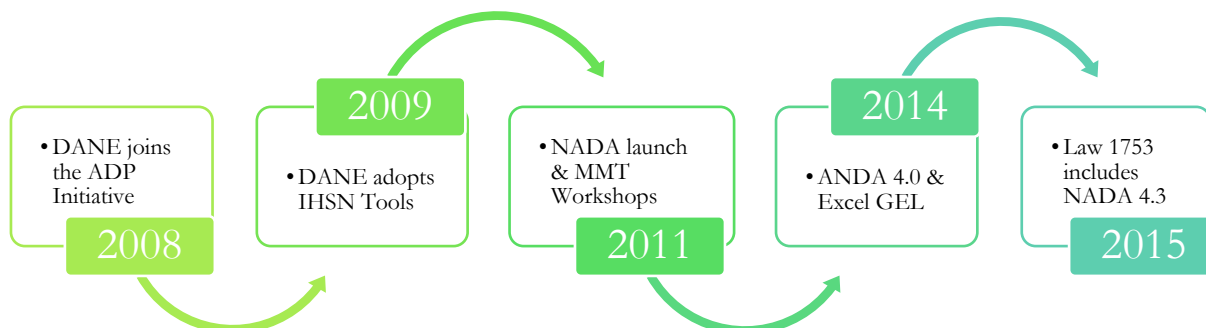 • DANE joins
the ADP
Initiative
2008
2009
• DANE adopts
IHSN Tools
• NADA launch
& MMT
Workshops
2011
2014
• ANDA 4.0 &
Excel GEL
• Law 1753
includes
NADA 4.3
2015